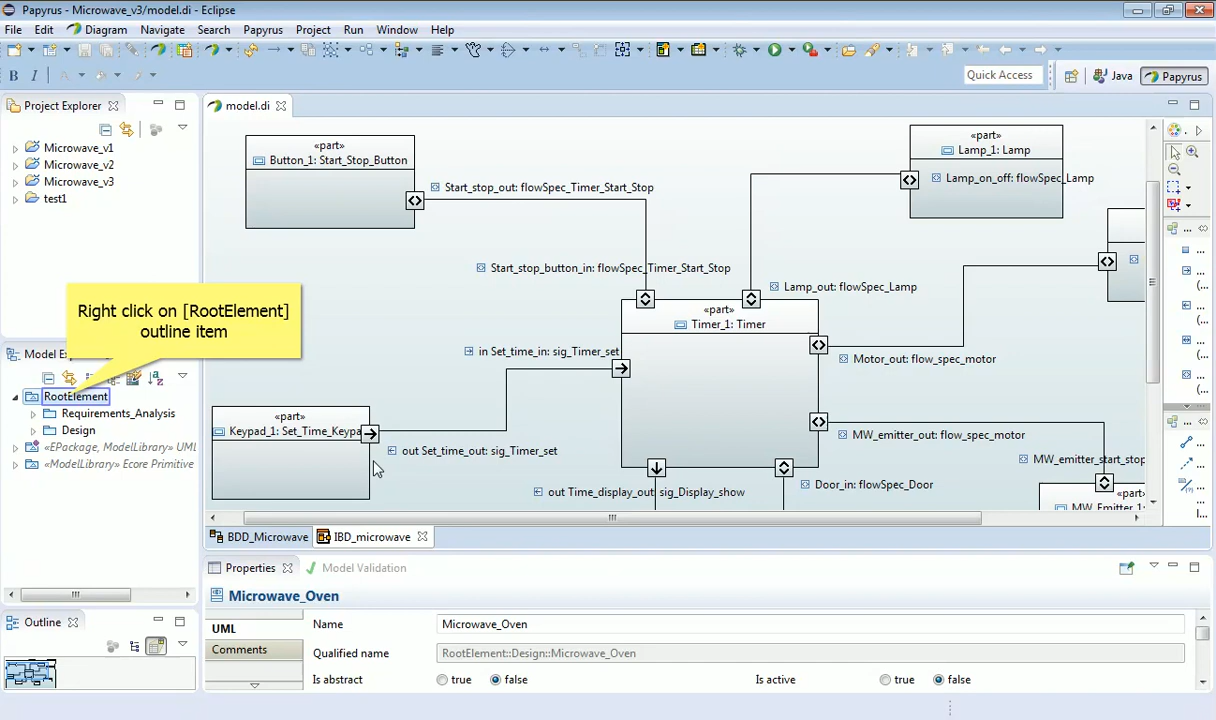 Papyrus - Microwave_v3/model.di - Eclipse
File Edit Diagram Navigate Search Papyrus Project Run Window Help
B I A
Quick Access
Java
Papyrus
Project Explorer
Microwave_v1
Microwave_v2
Microwave_v3
test1
Right click on [RootElement]
outline item
Model Ex
RootElement
Requirements_Analysis
Design
«EPackage, ModelLibrary» UML
«ModelLibrary» Ecore Primitive
Outline
model.di
«part»
Button_1: Start_Stop_Button
Start_stop_out: flowSpec_Timer_Start_Stop
«part»
Lamp_1: Lamp
Lamp_on_off: flowSpec_Lamp
Start_stop_button_in: flowSpec_Timer_Start_Stop
Lamp_out: flowSpec_Lamp
«part»
Timer_1: Timer
in Set_time_in: sig_Timer_set
Motor_out: flow_spec_motor
«part»
Keypad_1: Set_Time_Keypa
out Set_time_out: sig_Timer_set
MW_emitter_out: flow_spec_motor
MW_emitter_start_stop
out Time_display_out: sig_Display_show
Door_in: flowSpec_Door
«part»
MW_Emitter_1:
BDD_Microwave
IBD_microwave
Properties
Model Validation
Microwave_Oven
UML
Comments
Name
Microwave_Oven
Qualified name
RootElement::Design::Microwave_Oven
Is abstract
true
false
Is active
true
false